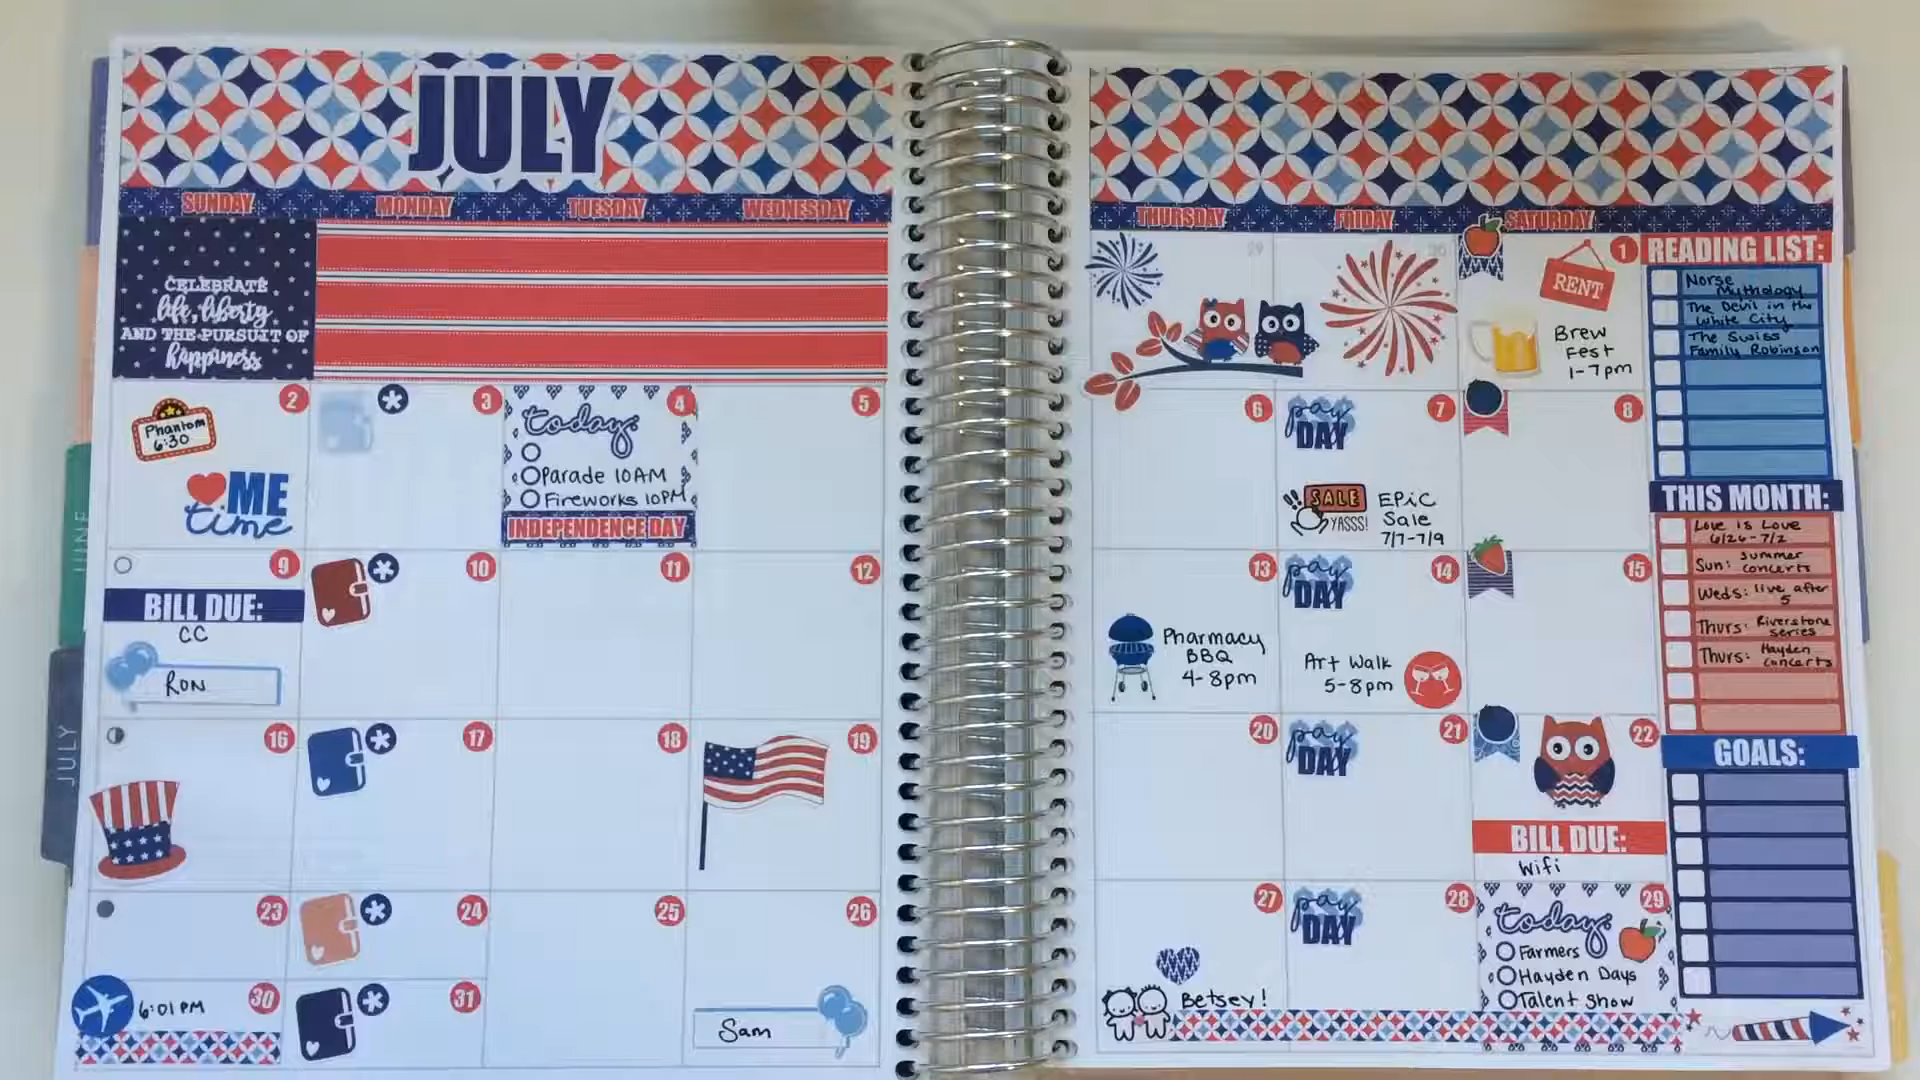 JULY
SUNDAY MONDAY TUESDAY WEDNESDAY
THURSDAY FRIDAY SATURDAY
CELEBRATE
life, liberty
AND THE PURSUIT OF
happiness
29
30
1
RENT
Brew
Fest
1-7pm
2
Phantom
6:30
ME
time
3
4
today
Parade 10AM
Fireworks 10PM
INDEPENDENCE DAY
5
6
7
pay
DAY
SALE
YASSS!
EPiC
Sale
7/7-7/9
8
9
BILL DUE:
CC
RON
10
11
12
13
Pharmacy
BBQ
4-8pm
14
pay
DAY
Art Walk
5-8pm
15
16
17
18
19
20
21
pay
DAY
22
BILL DUE:
wifi
23
24
25
26
Sam
27
Betsey!
28
pay
DAY
29
today
Farmers
Hayden Days
Talent Show
30
6:01PM
31
READING LIST:
Norse
Mythology
The Devil in the
White City
The Swiss
Family Robinson
THIS MONTH:
Love is Love
6/26-7/2
Sun: Summer
concerts
Weds: live after
5
Thurs: Riverstone
series
Thurs: Hayden
concerts
GOALS:
JUNE
JULY